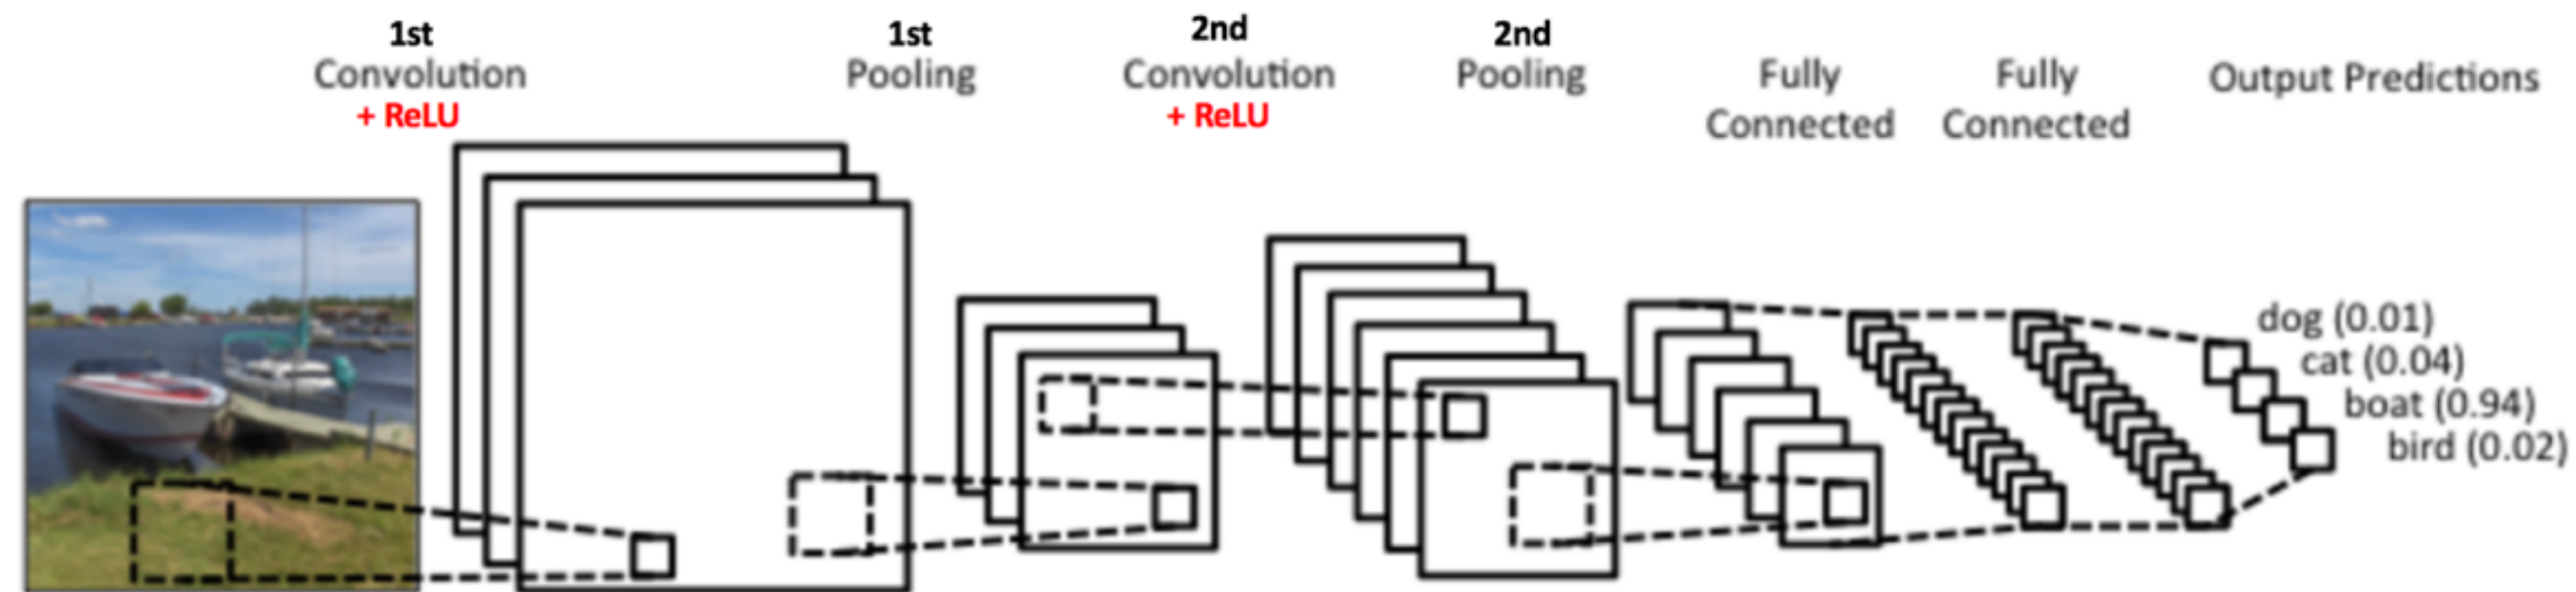 1st
Convolution
+ ReLU
1st
Pooling
2nd
Convolution
+ ReLU
2nd
Pooling
Fully
Connected
Fully
Connected
Output Predictions
dog (0.01)
cat (0.04)
boat (0.94)
bird (0.02)